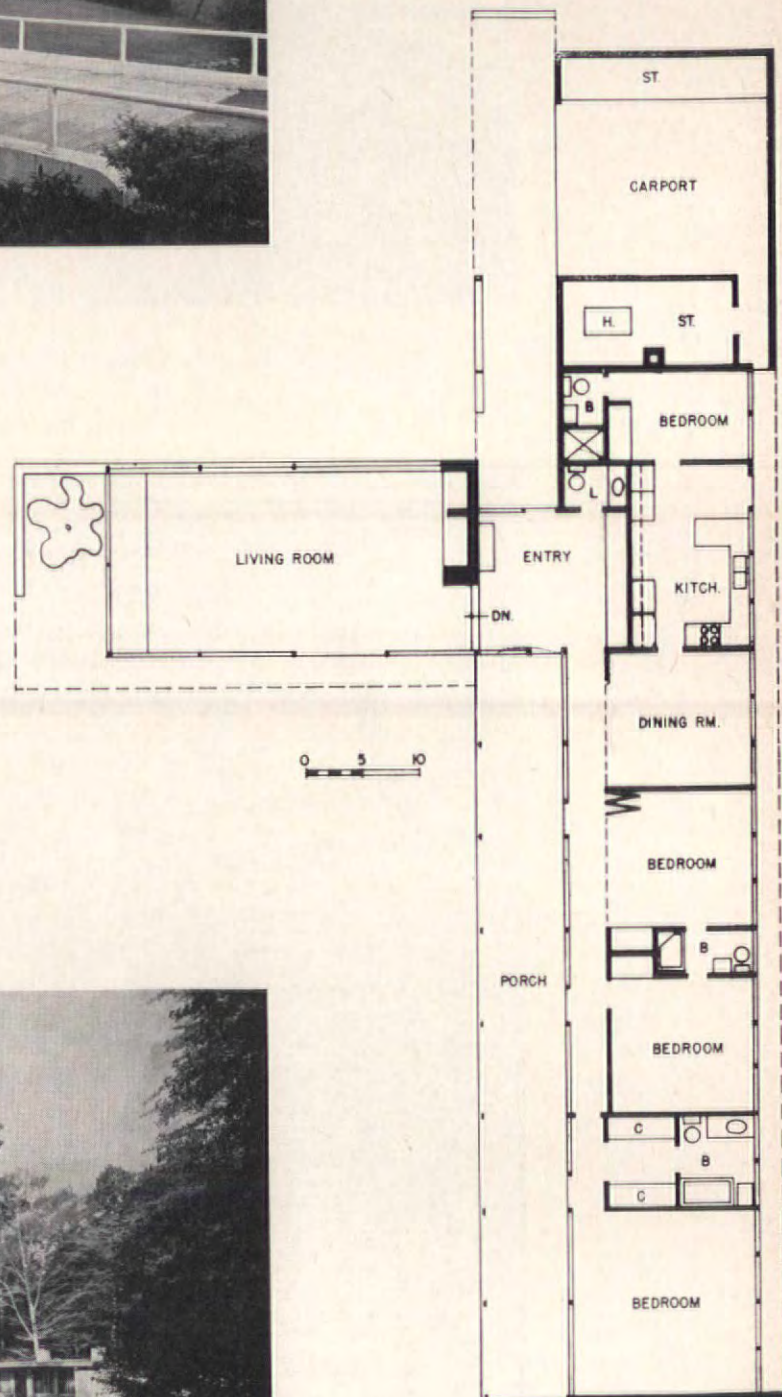 ST.
CARPORT
H. ST.
B
BEDROOM
L
LIVING ROOM
ENTRY
KITCH.
DN.
DINING RM.
0 5 10
BEDROOM
B
PORCH
BEDROOM
C
B
C
BEDROOM